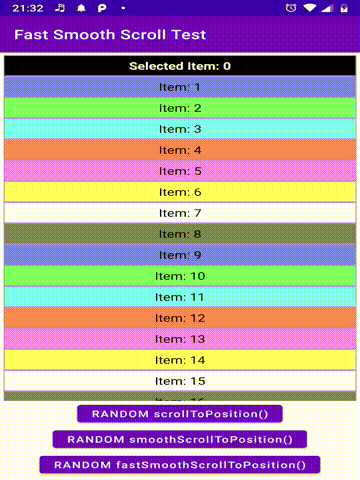 21:32
Fast Smooth Scroll Test
Selected Item: 0
Item: 1
Item: 2
Item: 3
Item: 4
Item: 5
Item: 6
Item: 7
Item: 8
Item: 9
Item: 10
Item: 11
Item: 12
Item: 13
Item: 14
Item: 15
Item: 16
RANDOM scrollToPosition()
RANDOM smoothScrollToPosition()
RANDOM fastSmoothScrollToPosition()